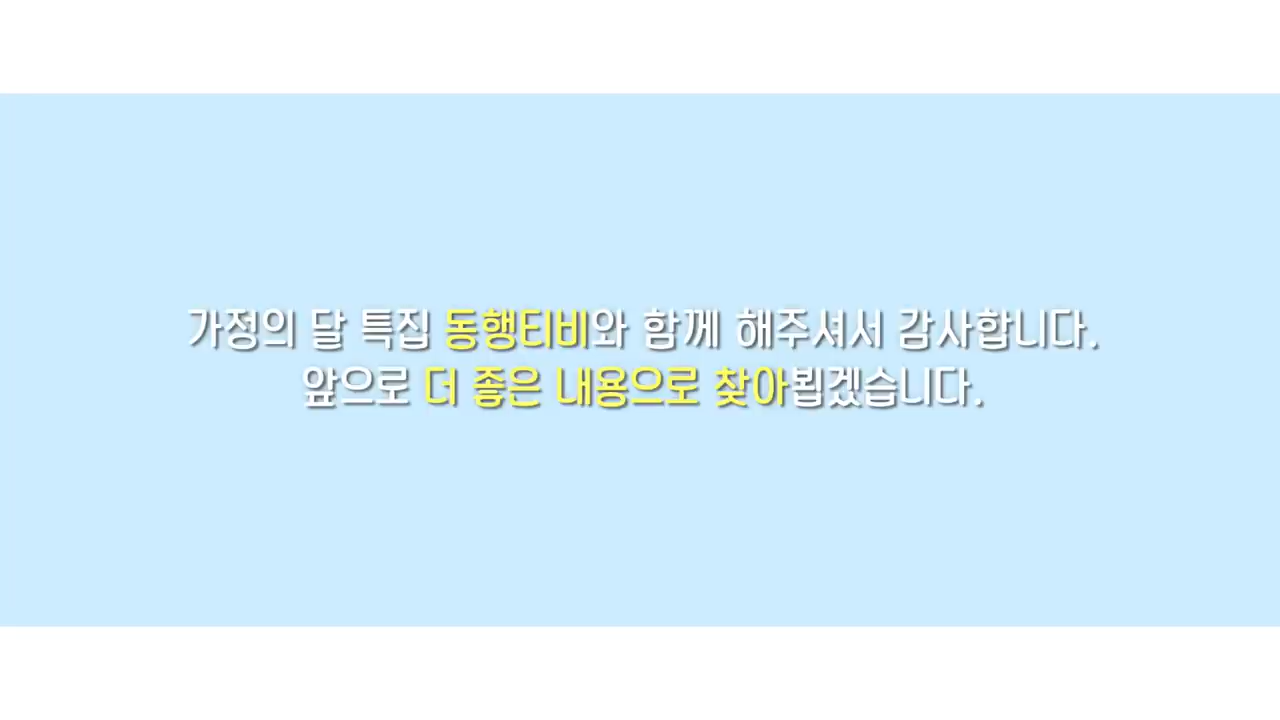 가정의 달 특집 동행티비와 함께 해주셔서 감사합니다.
앞으로 더 좋은 내용으로 찾아뵙겠습니다.